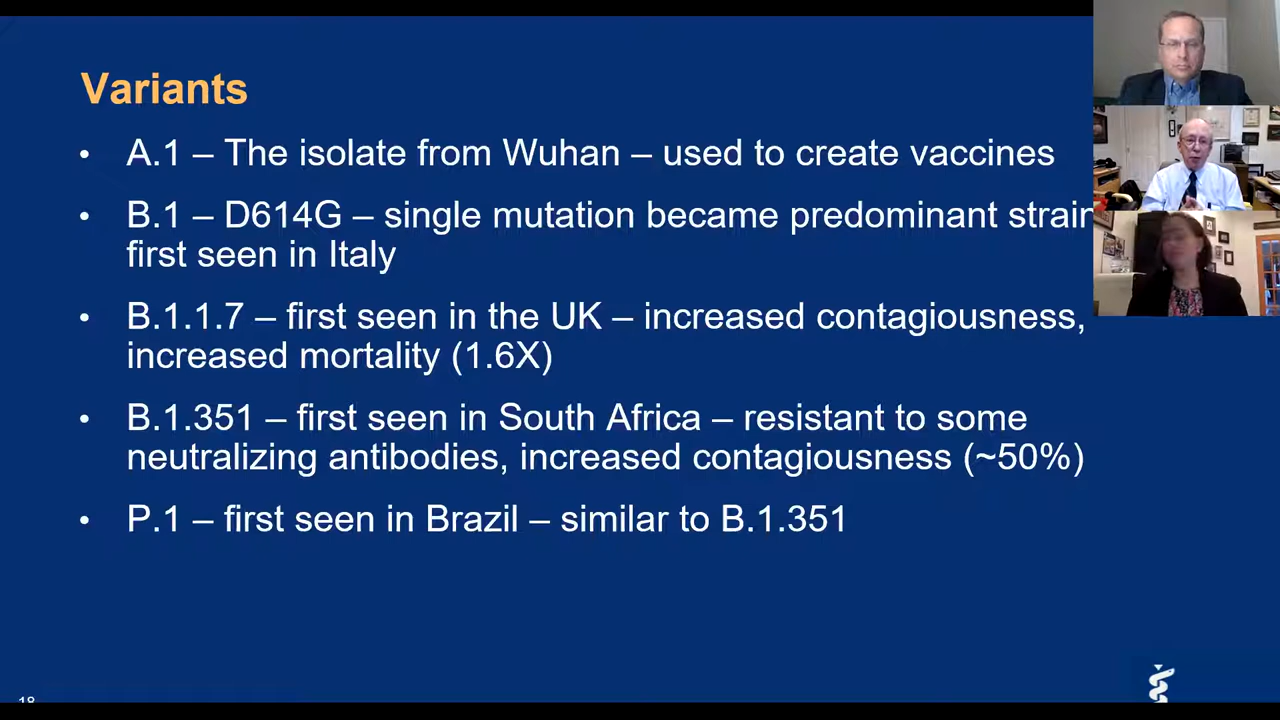 Variants
• A.1 – The isolate from Wuhan – used to create vaccines
• B.1 – D614G – single mutation became predominant strain
first seen in Italy
• B.1.1.7 – first seen in the UK – increased contagiousness,
increased mortality (1.6X)
• B.1.351 – first seen in South Africa – resistant to some
neutralizing antibodies, increased contagiousness (~50%)
• P.1 – first seen in Brazil – similar to B.1.351
18